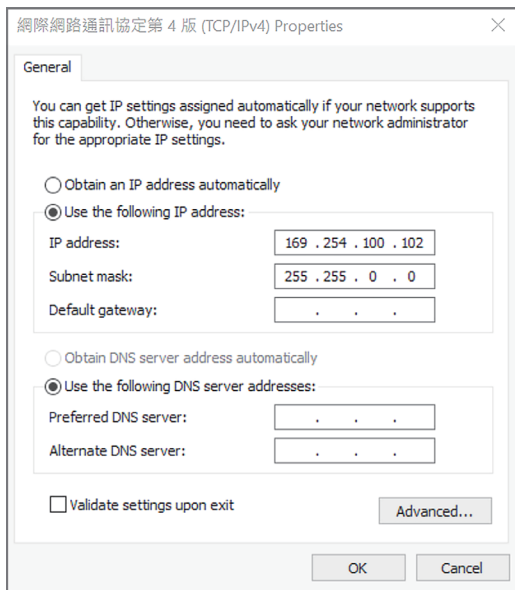 網際網路通訊協定第 4 版 (TCP/IPv4) Properties
General
You can get IP settings assigned automatically if your network supports
this capability. Otherwise, you need to ask your network administrator
for the appropriate IP settings.
Obtain an IP address automatically
Use the following IP address:
IP address: 169 . 254 . 100 . 102
Subnet mask: 255 . 255 . 0 . 0
Default gateway: . . .
Obtain DNS server address automatically
Use the following DNS server addresses:
Preferred DNS server: . . .
Alternate DNS server: . . .
Validate settings upon exit
Advanced...
OK Cancel